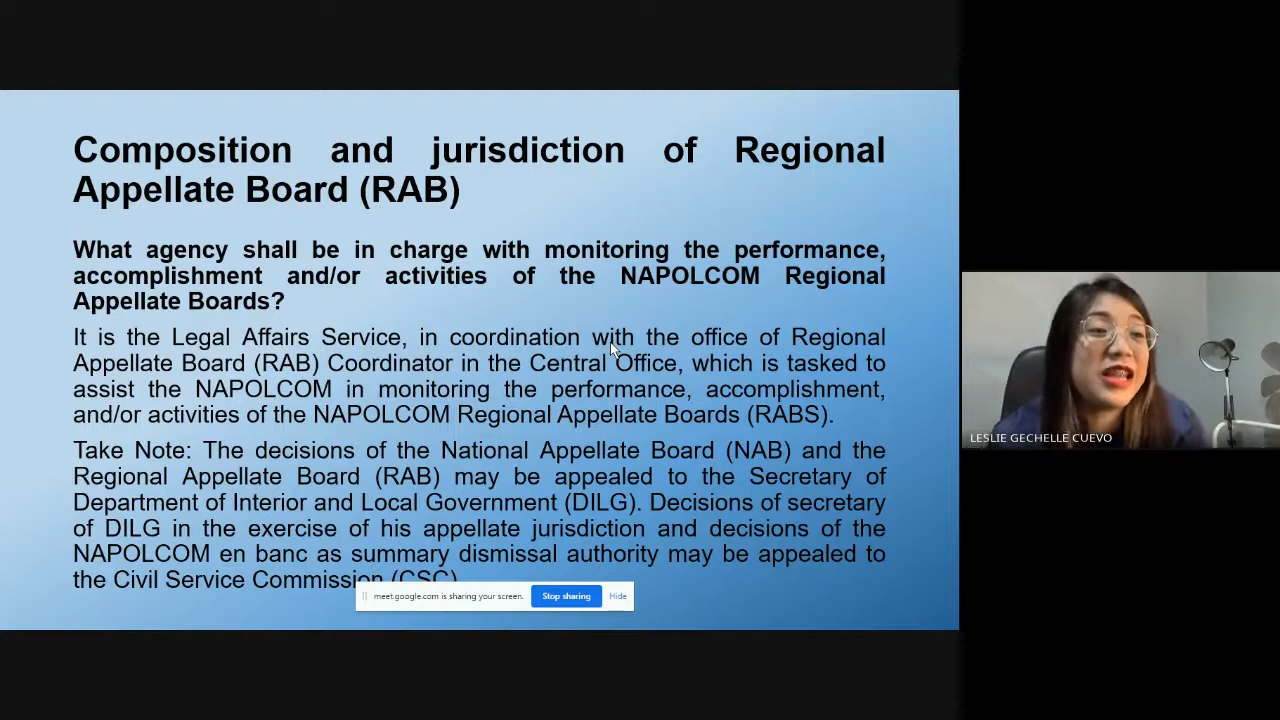 Composition and jurisdiction of Regional
Appellate Board (RAB)
What agency shall be in charge with monitoring the performance,
accomplishment and/or activities of the NAPOLCOM Regional
Appellate Boards?
It is the Legal Affairs Service, in coordination with the office of Regional
Appellate Board (RAB) Coordinator in the Central Office, which is tasked to
assist the NAPOLCOM in monitoring the performance, accomplishment,
and/or activities of the NAPOLCOM Regional Appellate Boards (RABS).
Take Note: The decisions of the National Appellate Board (NAB) and the
Regional Appellate Board (RAB) may be appealed to the Secretary of
Department of Interior and Local Government (DILG). Decisions of secretary
of DILG in the exercise of his appellate jurisdiction and decisions of the
NAPOLCOM en banc as summary dismissal authority may be appealed to
the Civil Service Commission (CSC)
meet.google.com is sharing your screen.
Stop sharing
Hide
LESLIE GECHELLE CUEVO